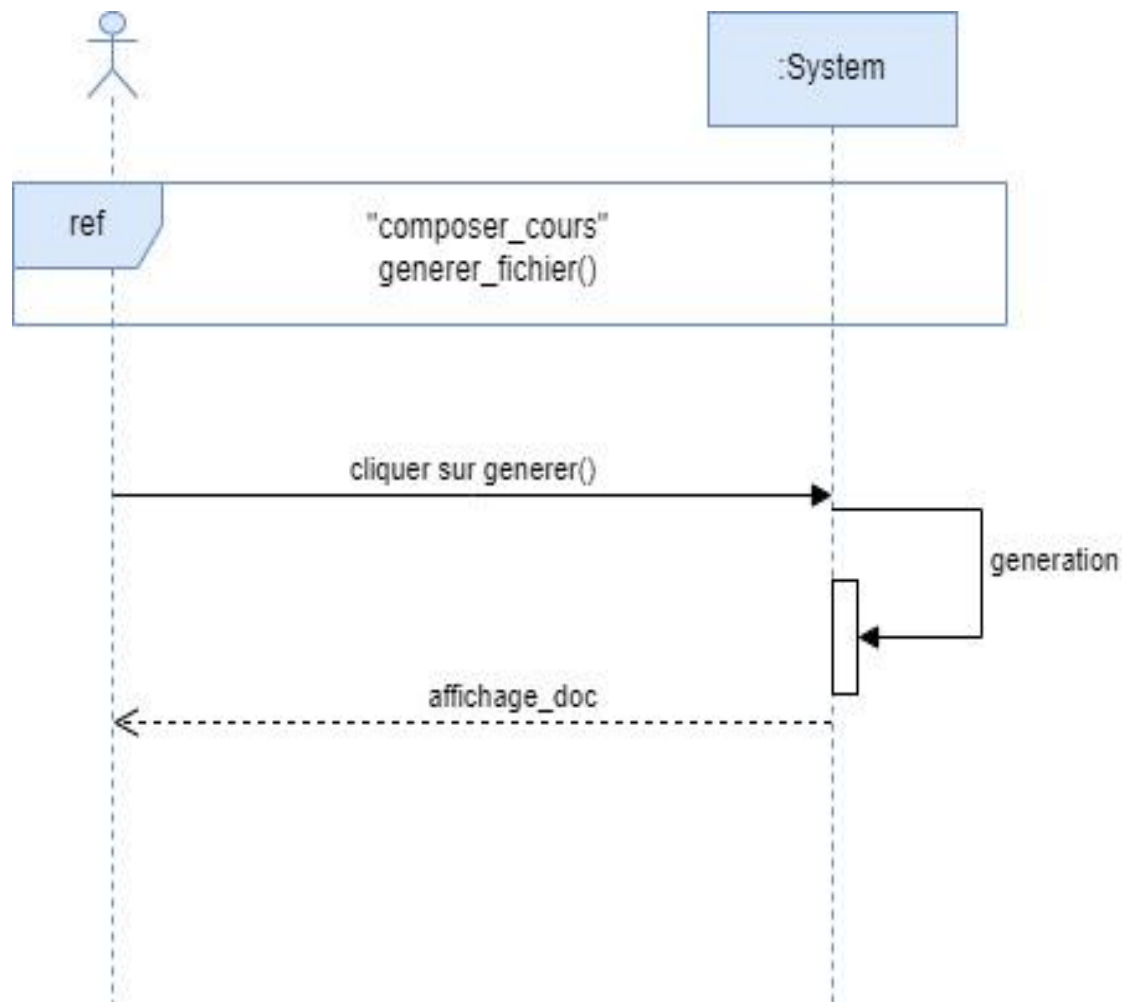 :System
ref
"composer_cours"
generer_fichier()
cliquer sur generer()
generation
affichage_doc